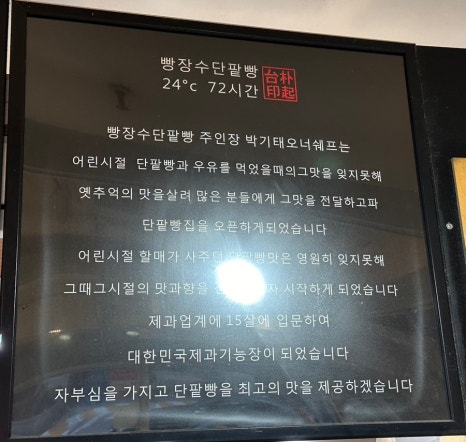 빵장수단팥빵
24°c 72시간
朴起台印
빵장수단팥빵 주인장 박기태오너쉐프는
어린시절 단팥빵과 우유를 먹었을때의그맛을 잊지못해
옛추억의 맛을살려 많은 분들에게 그맛을 전달하고파
단팥빵집을 오픈하게되었습니다
어린시절 할매가 사주던 단팥빵맛은 영원히 잊지못해
그때그시절의 맛과향을 시작하게 되었습니다
제과업계에 15살에 입문하여
대한민국제과기능장이 되었습니다
자부심을 가지고 단팥빵을 최고의 맛을 제공하겠습니다